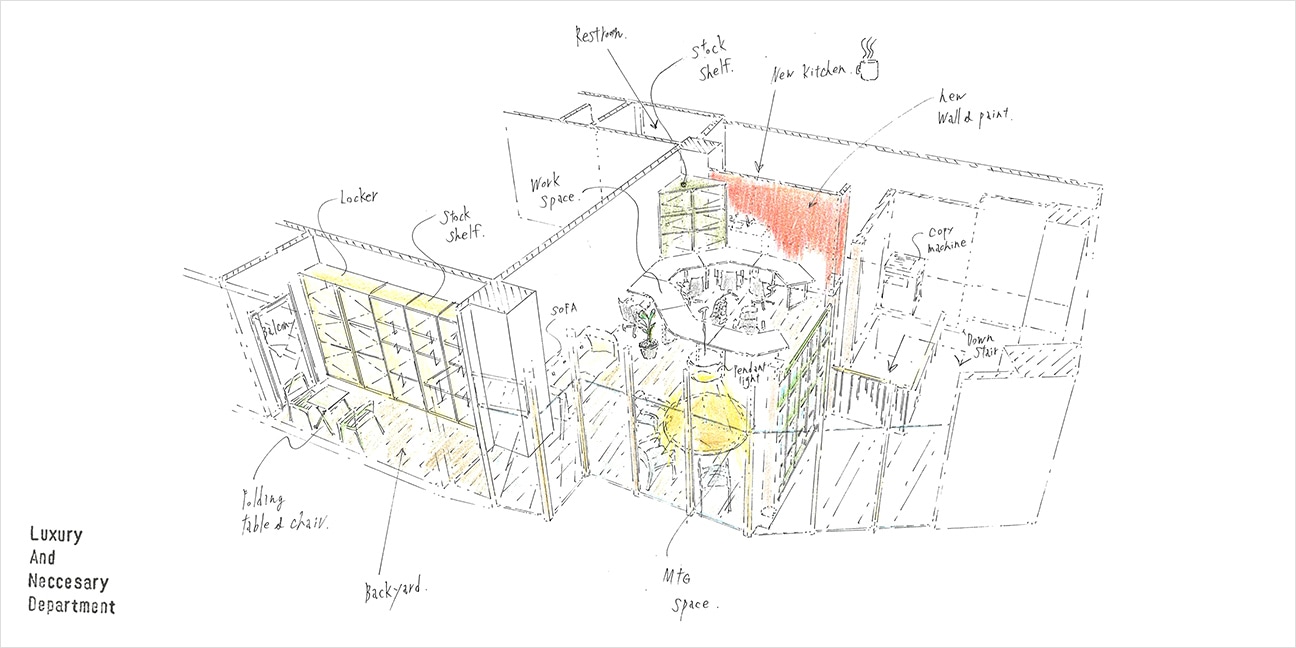 Restroom.
Stock
Shelf.
New Kitchen.
new
Wall & paint.
Work
Space.
Locker
Stock
Shelf.
Copy
machine
SOFA
Balcony
Down
Stair
Pendant
light
Folding
table & chair.
Backyard.
MtG
Space.
Luxury
And
Neccesary
Department